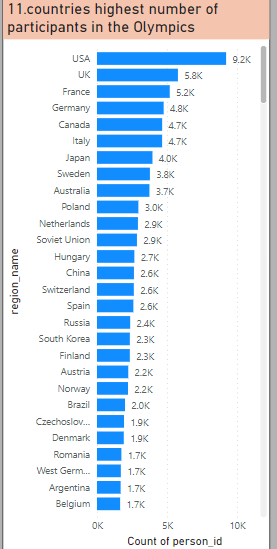 11.countries highest number of
participants in the Olympics
USA 9.2K
UK 5.8K
France 5.2K
Germany 4.8K
Canada 4.7K
Italy 4.7K
Japan 4.0K
Sweden 3.8K
Australia 3.7K
Poland 3.0K
Netherlands 2.9K
Soviet Union 2.9K
Hungary 2.7K
China 2.6K
Switzerland 2.6K
Spain 2.6K
Russia 2.4K
South Korea 2.3K
Finland 2.3K
Austria 2.2K
Norway 2.2K
Brazil 2.0K
Czechoslov... 1.9K
Denmark 1.9K
Romania 1.7K
West Germ... 1.7K
Argentina 1.7K
Belgium 1.7K
region_name
0K 5K 10K
Count of person_id